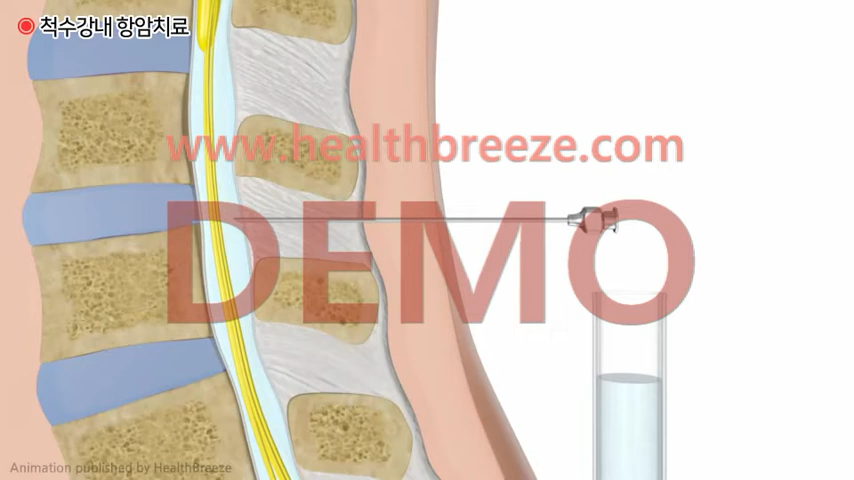 척수강내 항암치료
www.healthbreeze.com
DEMO
Animation published by HealthBreeze